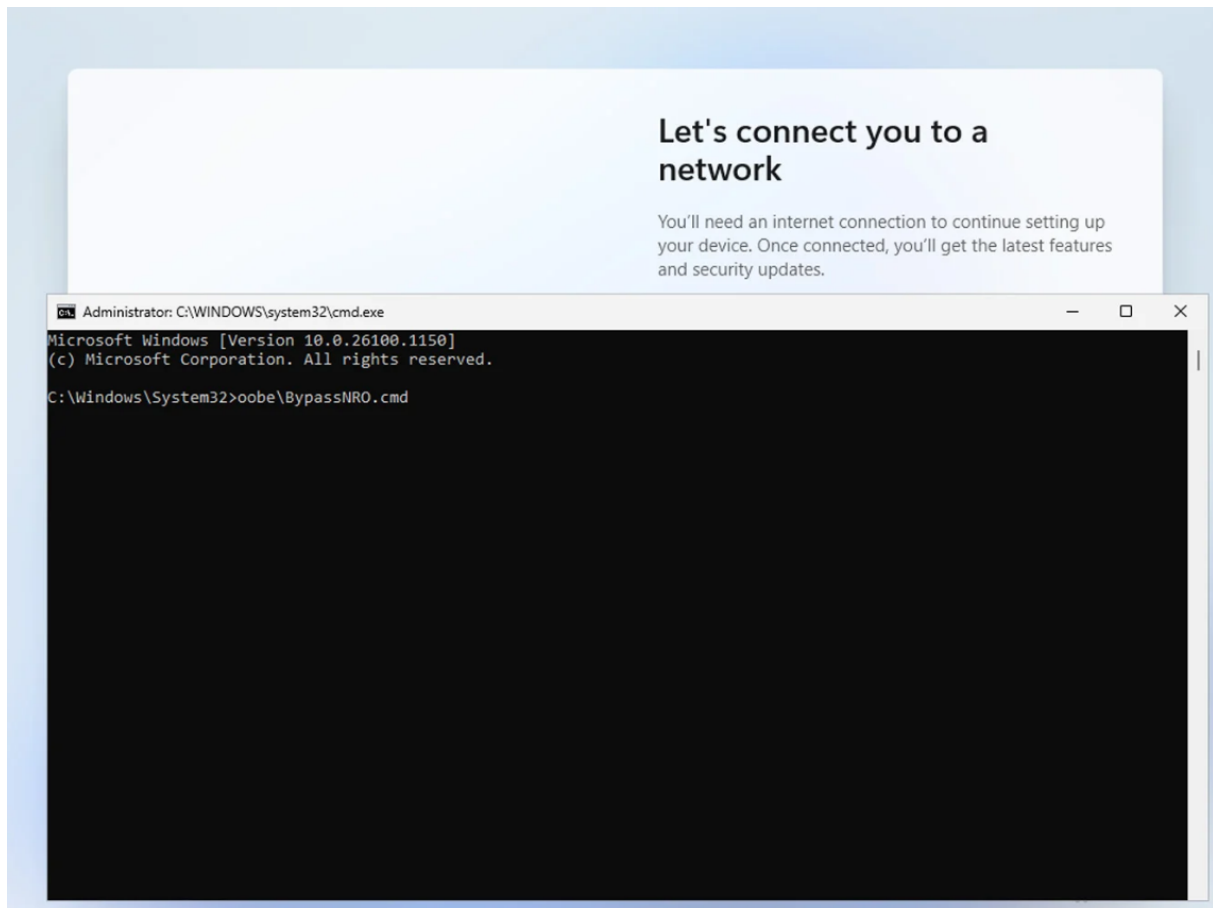 Let's connect you to a
network
You’ll need an internet connection to continue setting up
your device. Once connected, you’ll get the latest features
and security updates.
Administrator: C:\WINDOWS\system32\cmd.exe
Microsoft Windows [Version 10.0.26100.1150]
(c) Microsoft Corporation. All rights reserved.
C:\Windows\System32>oobe\BypassNRO.cmd